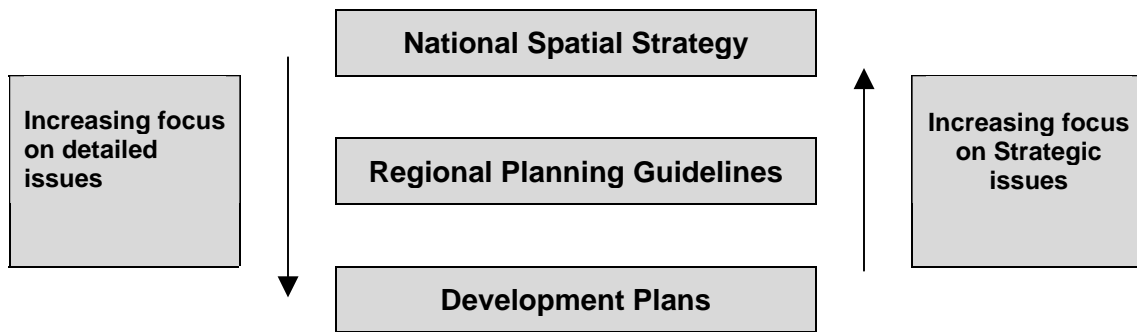 National Spatial Strategy
Increasing focus
on detailed
issues
Regional Planning Guidelines
Increasing focus
on Strategic
issues
Development Plans